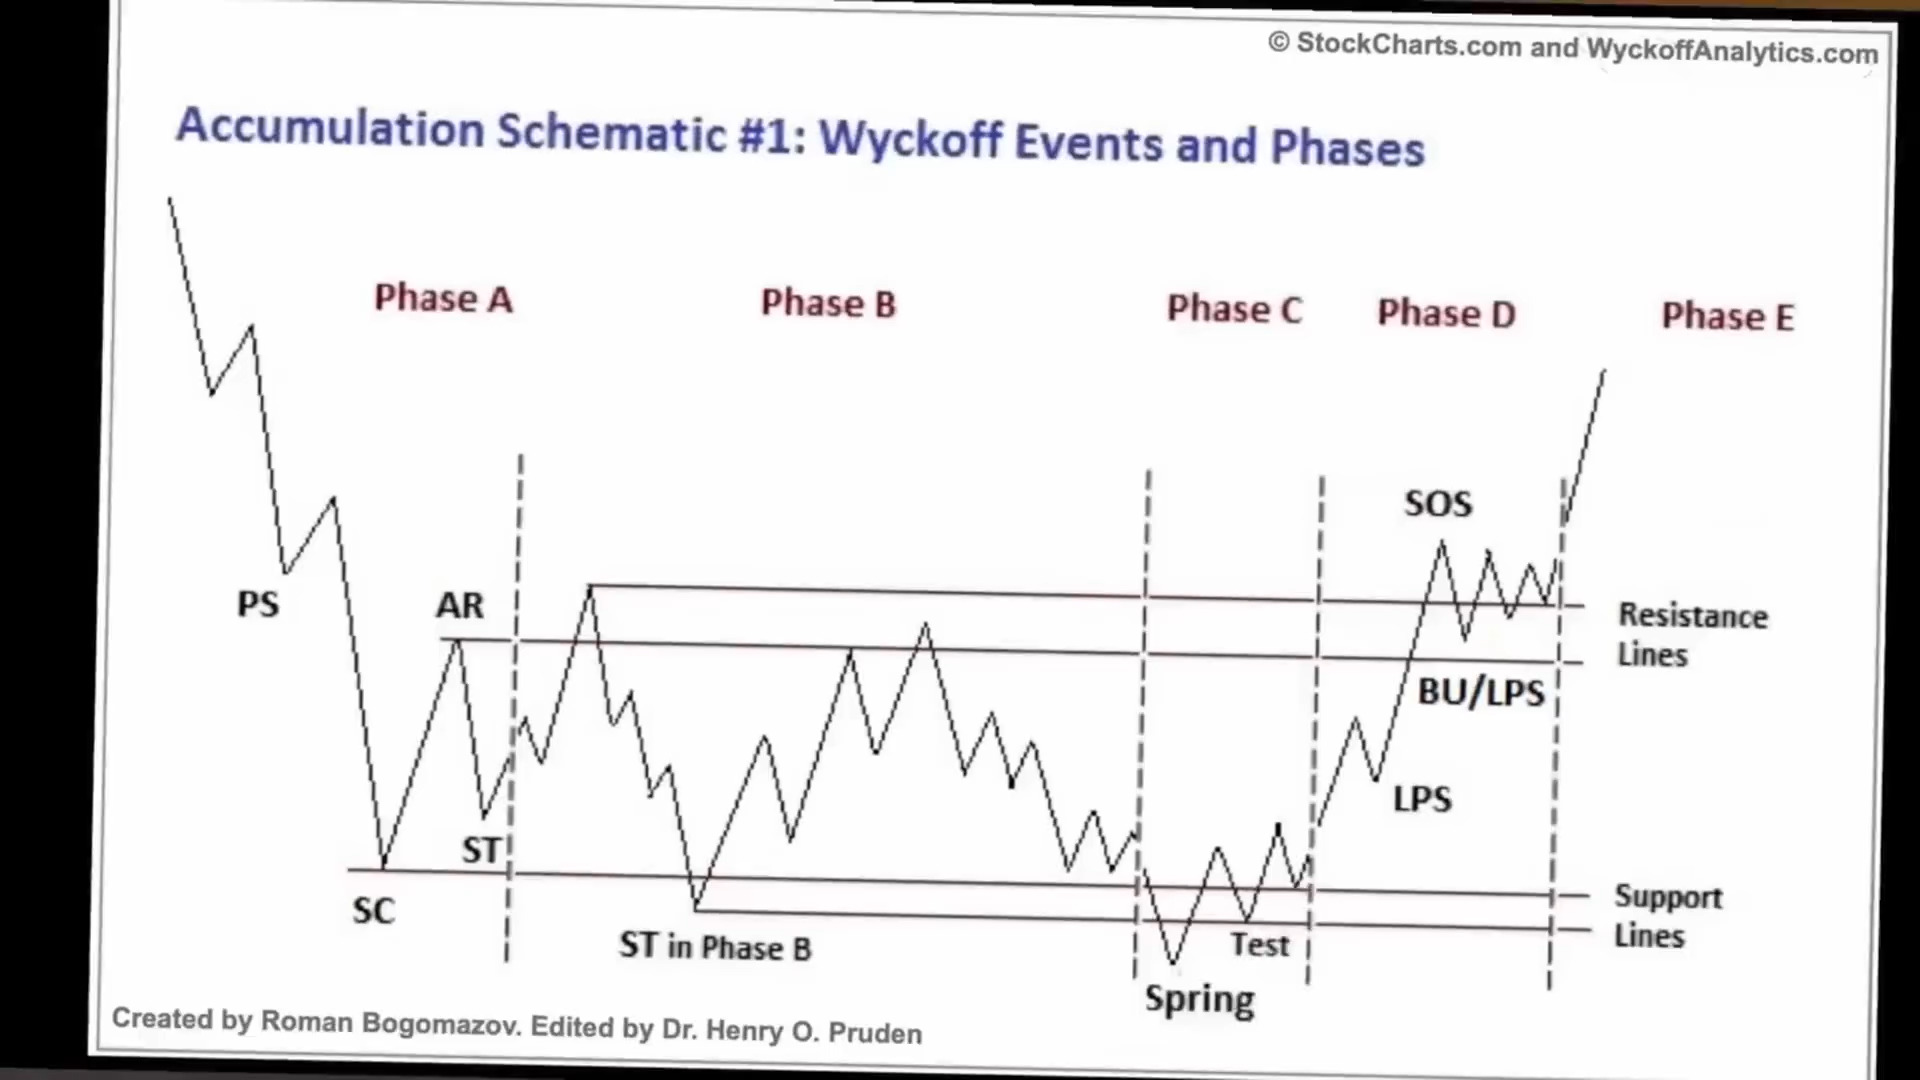 © StockCharts.com and WyckoffAnalytics.com
Accumulation Schematic #1: Wyckoff Events and Phases
Phase A
Phase B
Phase C
Phase D
Phase E
SOS
PS
AR
Resistance
Lines
BU/LPS
LPS
ST
SC
Support
Lines
ST in Phase B
Test
Spring
Created by Roman Bogomazov. Edited by Dr. Henry O. Pruden